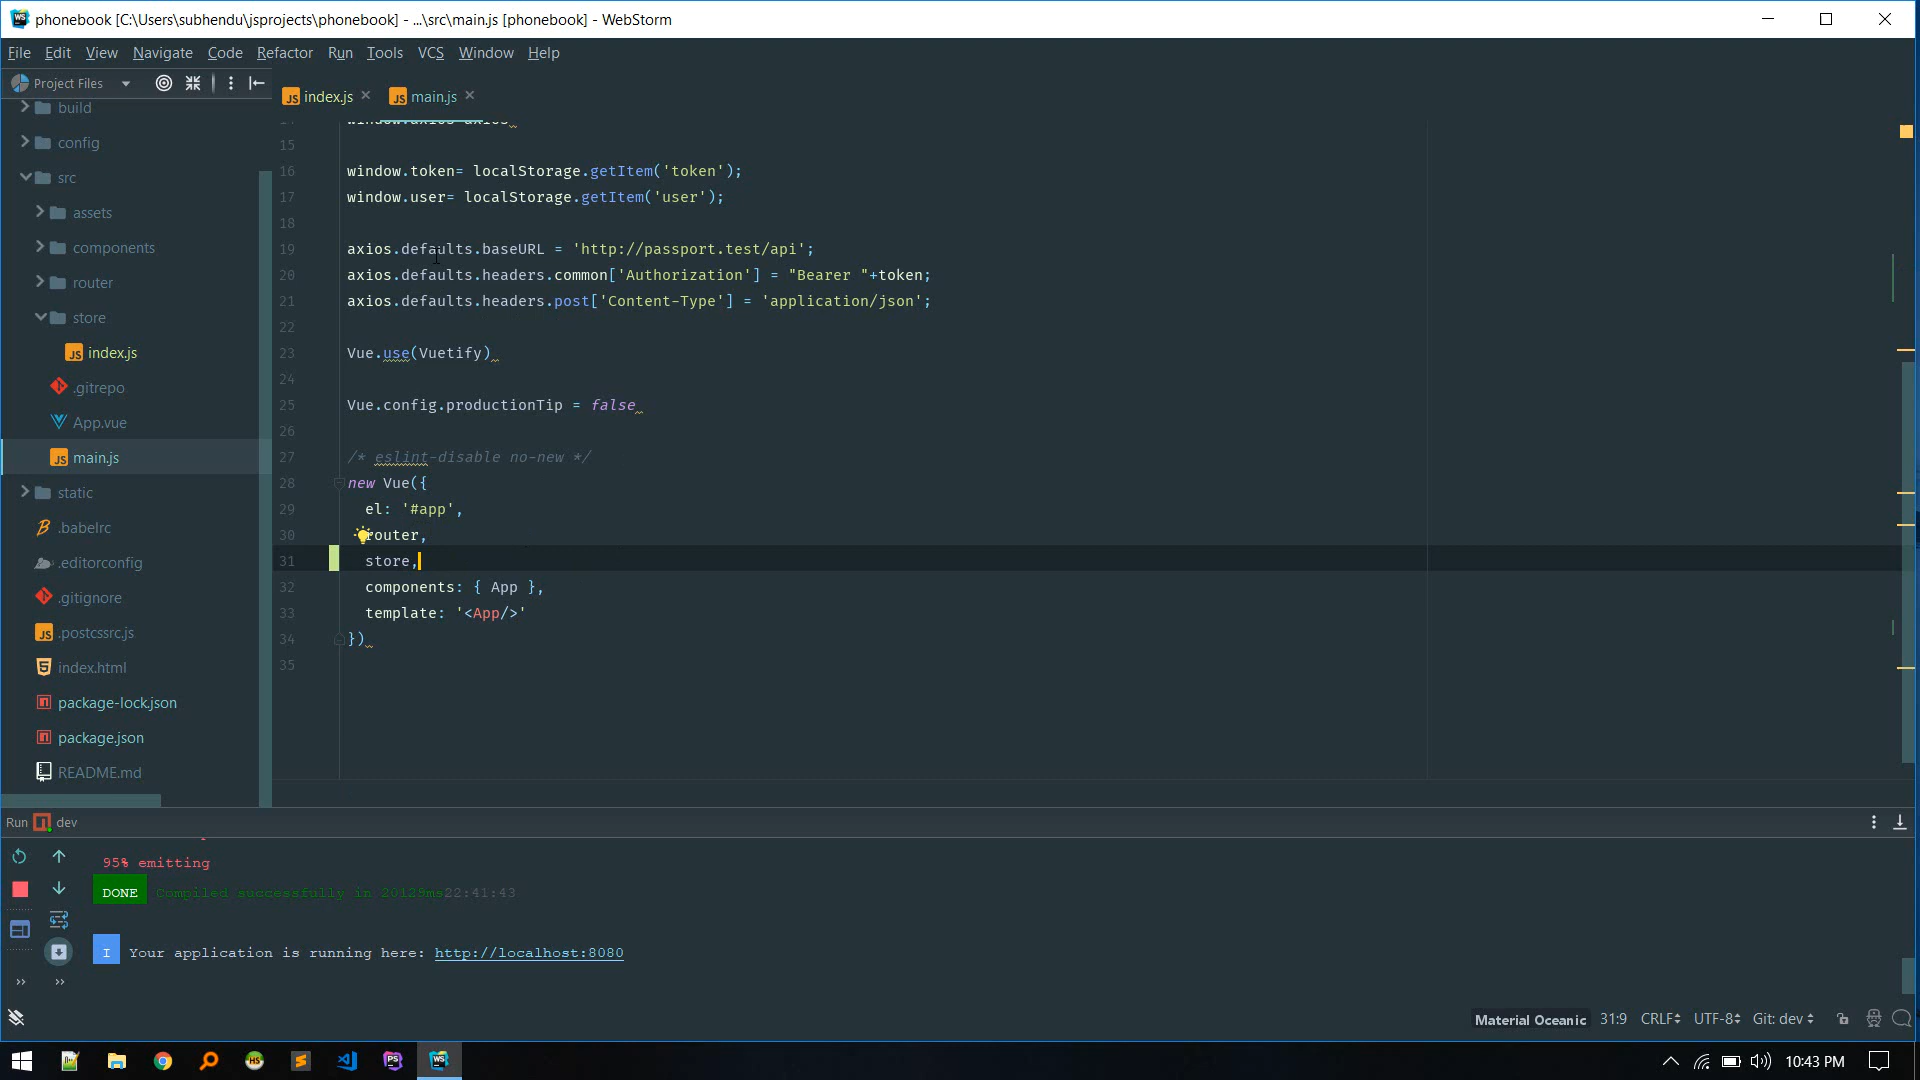 phonebook [C:\Users\subhendu\jsprojects\phonebook] - ...\src\main.js [phonebook] - WebStorm
File Edit View Navigate Code Refactor Run Tools VCS Window Help
Project Files
index.js
main.js
build
config
src
assets
components
router
store
index.js
.gitrepo
App.vue
main.js
static
.babelrc
.editorconfig
.gitignore
.postcssrc.js
index.html
package-lock.json
package.json
README.md
15
16 window.token= localStorage.getItem('token');
17 window.user= localStorage.getItem('user');
18
19 axios.defaults.baseURL = 'http://passport.test/api';
20 axios.defaults.headers.common['Authorization'] = "Bearer "+token;
21 axios.defaults.headers.post['Content-Type'] = 'application/json';
22
23 Vue.use(Vuetify)
24
25 Vue.config.productionTip = false
26
27 /* eslint-disable no-new */
28 new Vue({
29 el: '#app',
30 router,
31 store,
32 components: { App },
33 template: '<App/>'
34 })
35
Run dev
95% emitting
DONE Compiled successfully in 20129ms22:41:43
I Your application is running here: http://localhost:8080
Material Oceanic 31:9 CRLF UTF-8 Git: dev
10:43 PM